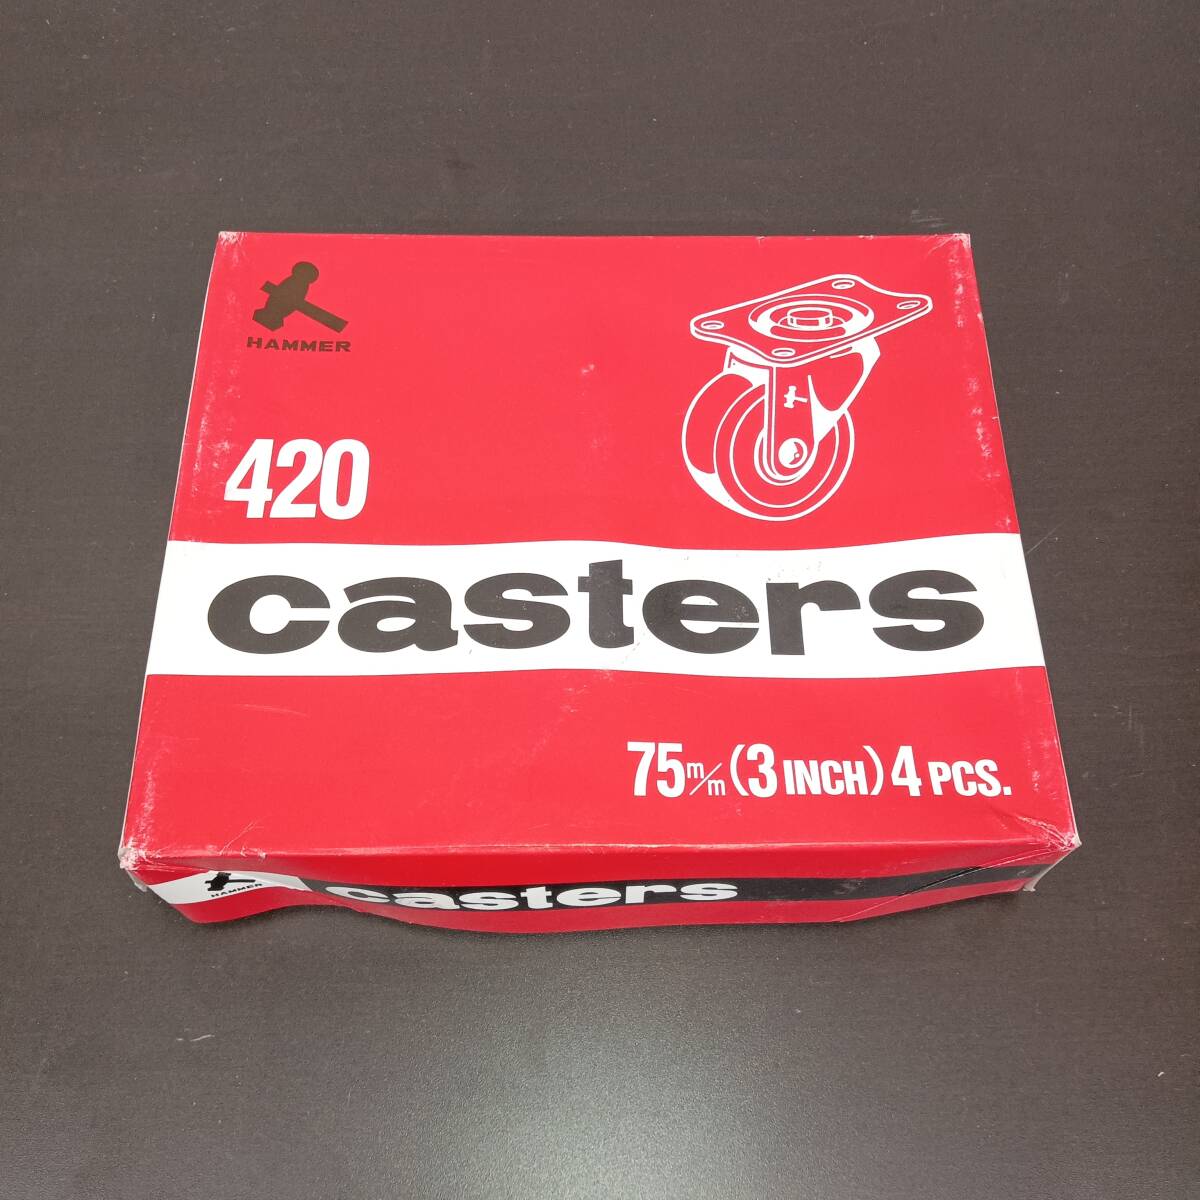 HAMMER
420
casters
75m/m (3 INCH) 4 PCS.
HAMMER
casters